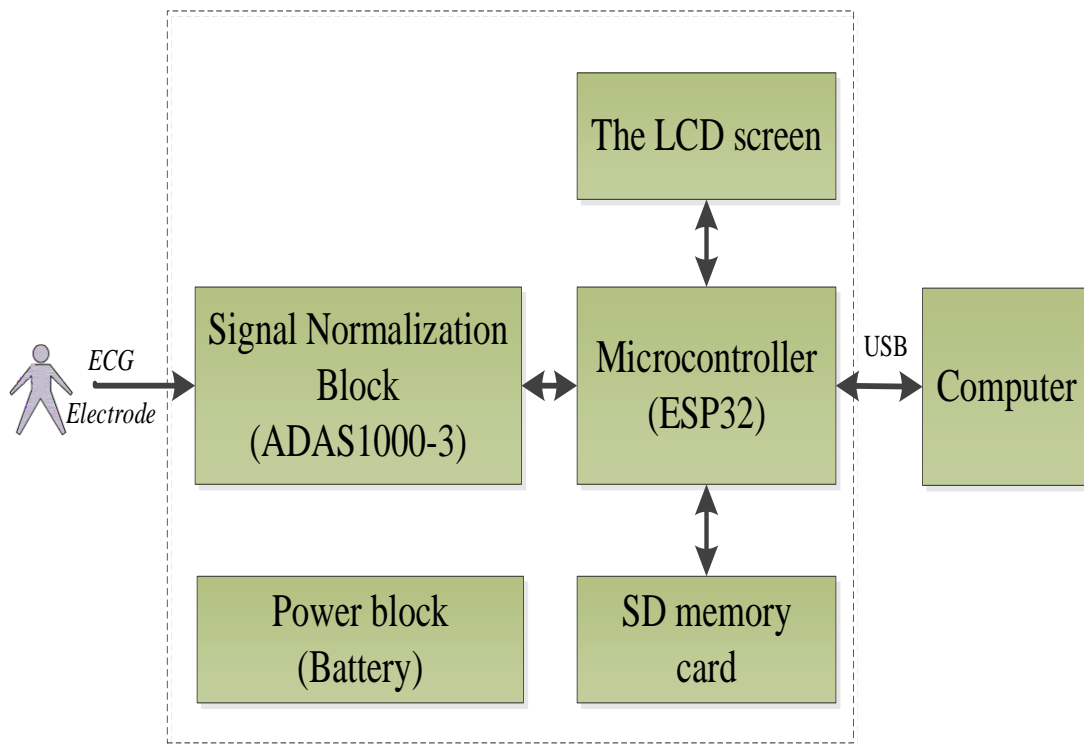 The LCD screen
ECG
Electrode
Signal Normalization
Block
(ADAS1000-3)
Microcontroller
(ESP32)
USB
Computer
Power block
(Battery)
SD memory
card